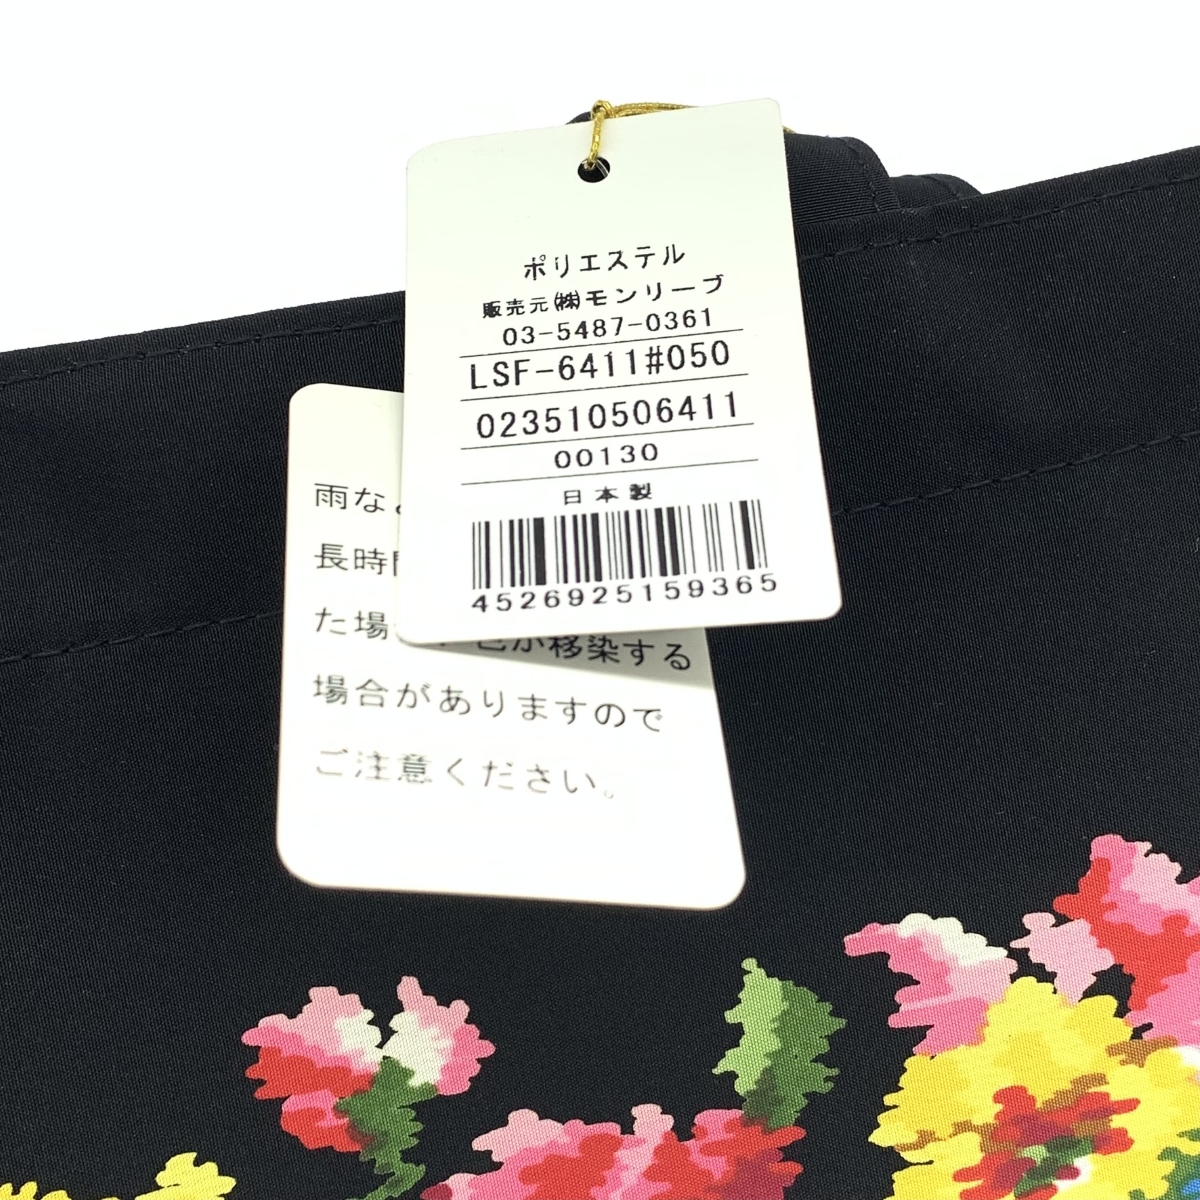 ポリエステル
販売元㈱モンリーブ
03-5487-0361
LSF-6411#050
023510506411
00130
日本製
4526925159365
雨な
長時
た場 色が移染する
場合がありますので
ご注意ください。